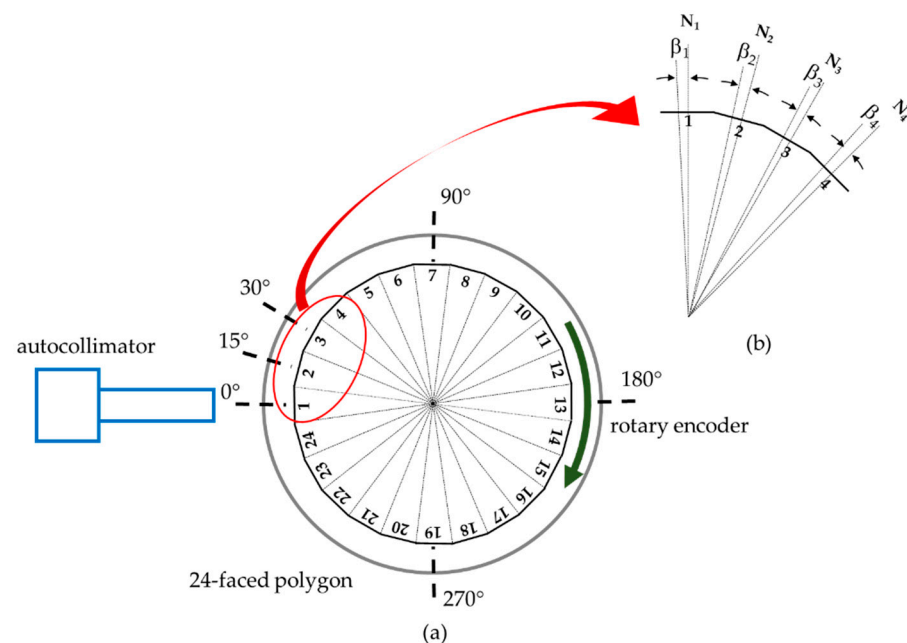 N₁
N₂
N₃
N₄
β₁
β₂
β₃
β₄
1
2
3
4
(b)
90°
30°
15°
0°
autocollimator
180°
rotary encoder
1
2
3
4
5
6
7
8
9
10
11
12
13
14
15
16
17
18
19
20
21
22
23
24
24-faced polygon
270°
(a)